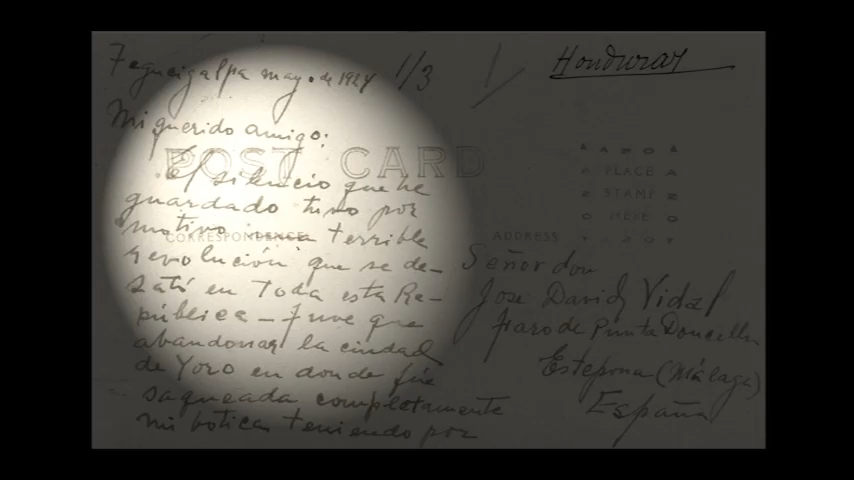 Tegucigalpa may. de 1924 1/3
Honduras
Mi querido amigo:
POST CARD
El silencio que he
guardado tuvo por
motivo terrible
revolución que se de-
sató en Toda esta Re-
pública - Tuve que
abandonar la ciudad
de Yoro en donde fué
saqueada completamente
mi botica teniendo por
CORRESPONDENCE
ADDRESS
PLACE
STAMP
HERE
Señor don
Jose David Vidal
Faro de Punta Doncella
Estepona (Málaga)
España